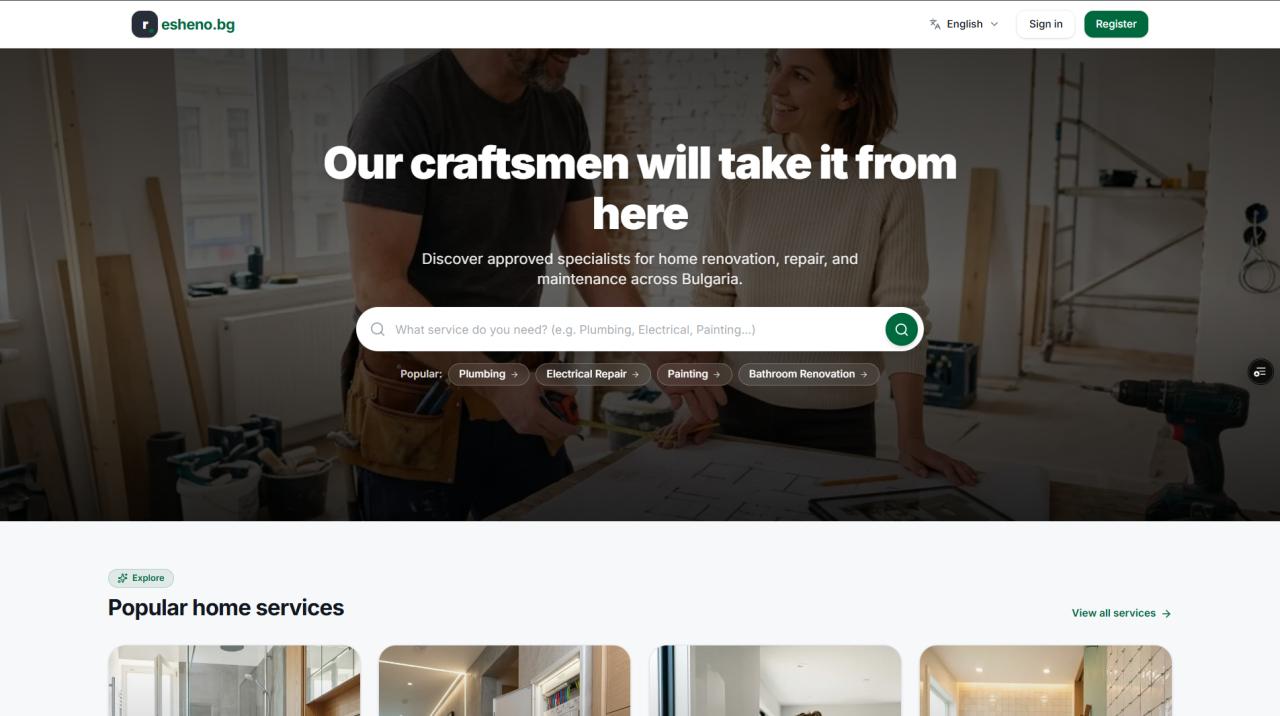 r esheno.bg
English
Sign in
Register
Our craftsmen will take it from
here
Discover approved specialists for home renovation, repair, and
maintenance across Bulgaria.
What service do you need? (e.g. Plumbing, Electrical, Painting...)
Popular: Plumbing → Electrical Repair → Painting → Bathroom Renovation →
Explore
Popular home services
View all services →